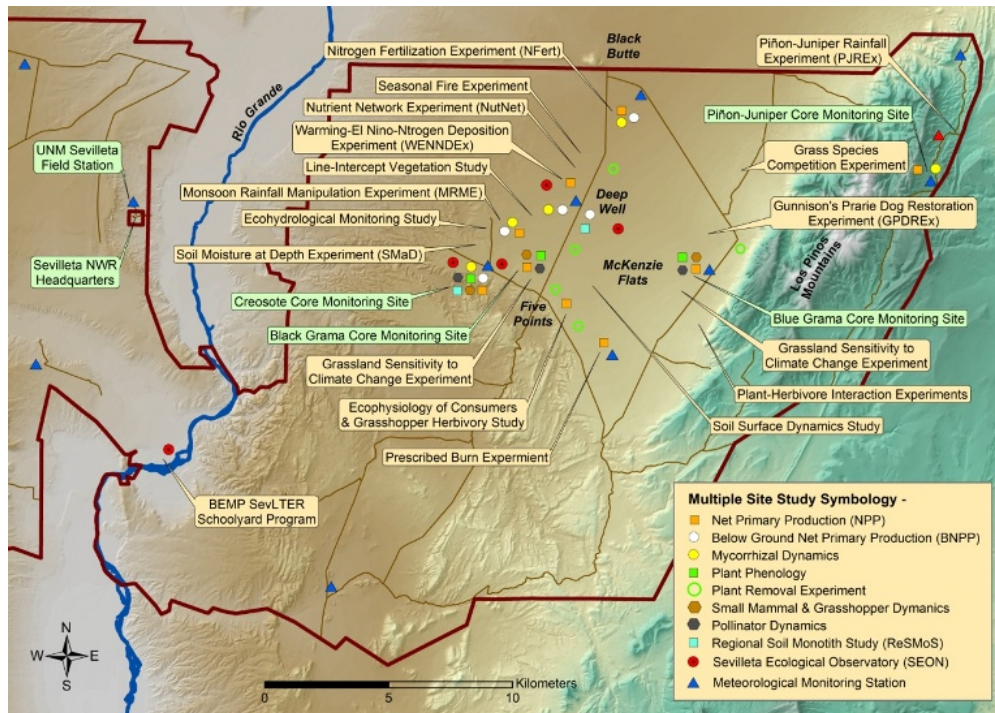 Black
Butte
Nitrogen Fertilization Experiment (NFert)
Piñon-Juniper Rainfall
Experiment (PJREx)
Seasonal Fire Experiment
Rio Grande
Nutrient Network Experiment (NutNet)
Piñon-Juniper Core Monitoring Site
Warming-El Nino-Nitrogen Deposition
Experiment (WENNDEx)
UNM Sevilleta
Field Station
Grass Species
Competition Experiment
Line-Intercept Vegetation Study
Monsoon Rainfall Manipulation Experiment (MRME)
Deep
Well
Gunnison's Prarie Dog Restoration
Experiment (GPDREx)
Ecohydrological Monitoring Study
Soil Moisture at Depth Experiment (SMaD)
Los Pinos
Mountains
Sevilleta NWR
Headquarters
McKenzie
Flats
Creosote Core Monitoring Site
Five
Points
Blue Grama Core Monitoring Site
Black Grama Core Monitoring Site
Grassland Sensitivity to
Climate Change Experiment
Grassland Sensitivity to
Climate Change Experiment
Plant-Herbivore Interaction Experiments
Ecophysiology of Consumers
& Grasshopper Herbivory Study
Soil Surface Dynamics Study
Prescribed Burn Expermient
BEMP SevLTER
Schoolyard Program
Multiple Site Study Symbology -
Net Primary Production (NPP)
Below Ground Net Primary Production (BNPP)
Mycorrhizal Dynamics
Plant Phenology
Plant Removal Experiment
Small Mammal & Grasshopper Dymanics
Pollinator Dynamics
Regional Soil Monotith Study (ReSMoS)
Sevilleta Ecological Observatory (SEON)
Meteorological Monitoring Station
N
W E
S
Kilometers
0 5 10